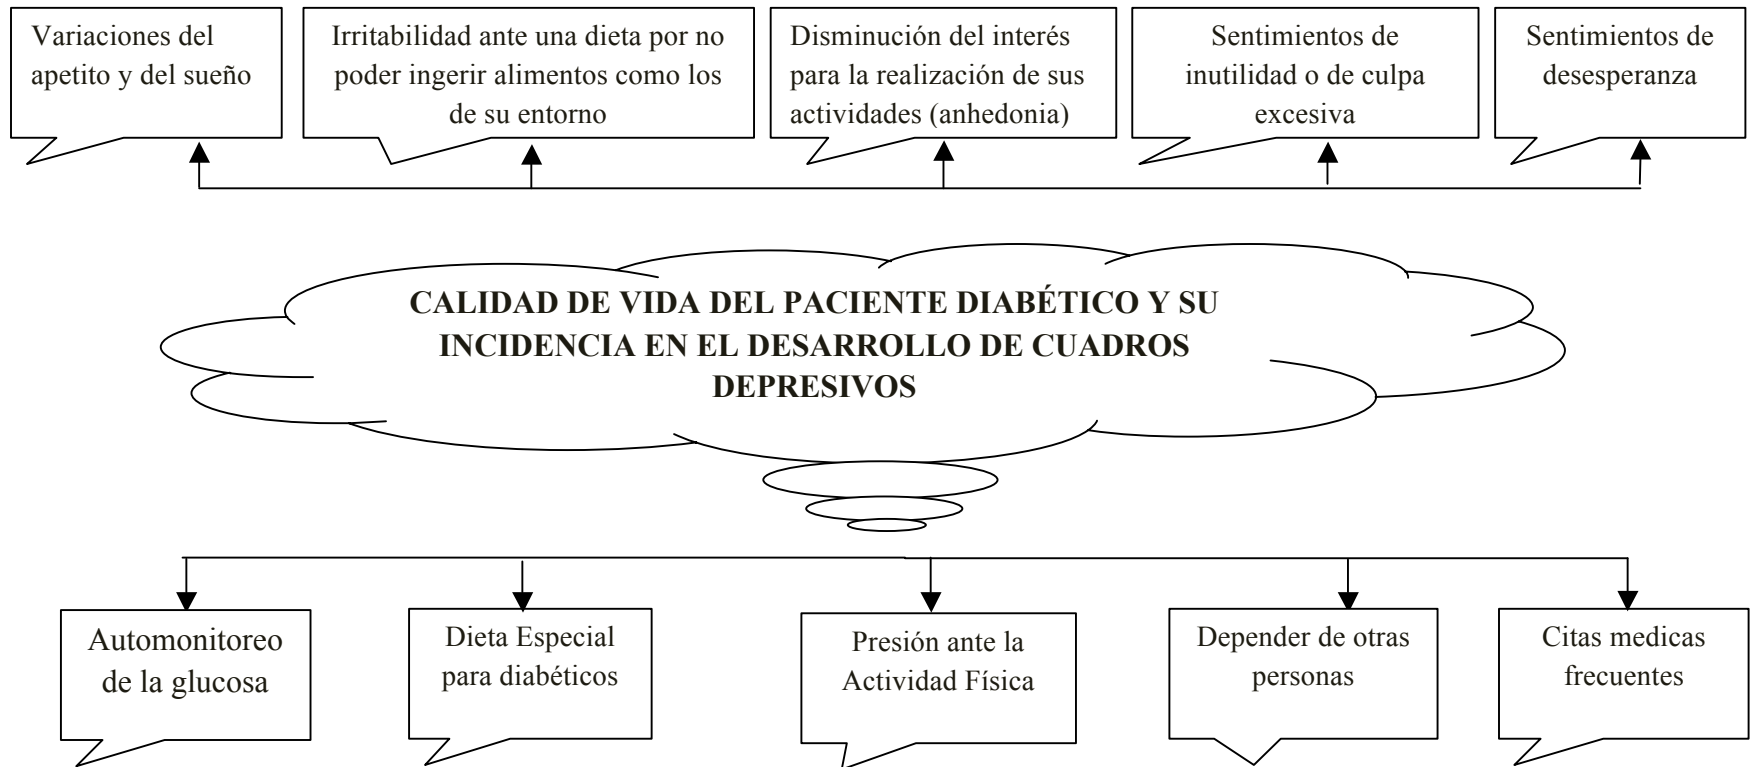 Variaciones del
apetito y del sueño
Irritabilidad ante una dieta por no
poder ingerir alimentos como los
de su entorno
Disminución del interés
para la realización de sus
actividades (anhedonia)
Sentimientos de
inutilidad o de culpa
excesiva
Sentimientos de
desesperanza
CALIDAD DE VIDA DEL PACIENTE DIABÉTICO Y SU
INCIDENCIA EN EL DESARROLLO DE CUADROS
DEPRESIVOS
Automonitoreo
de la glucosa
Dieta Especial
para diabéticos
Presión ante la
Actividad Física
Depender de otras
personas
Citas medicas
frecuentes